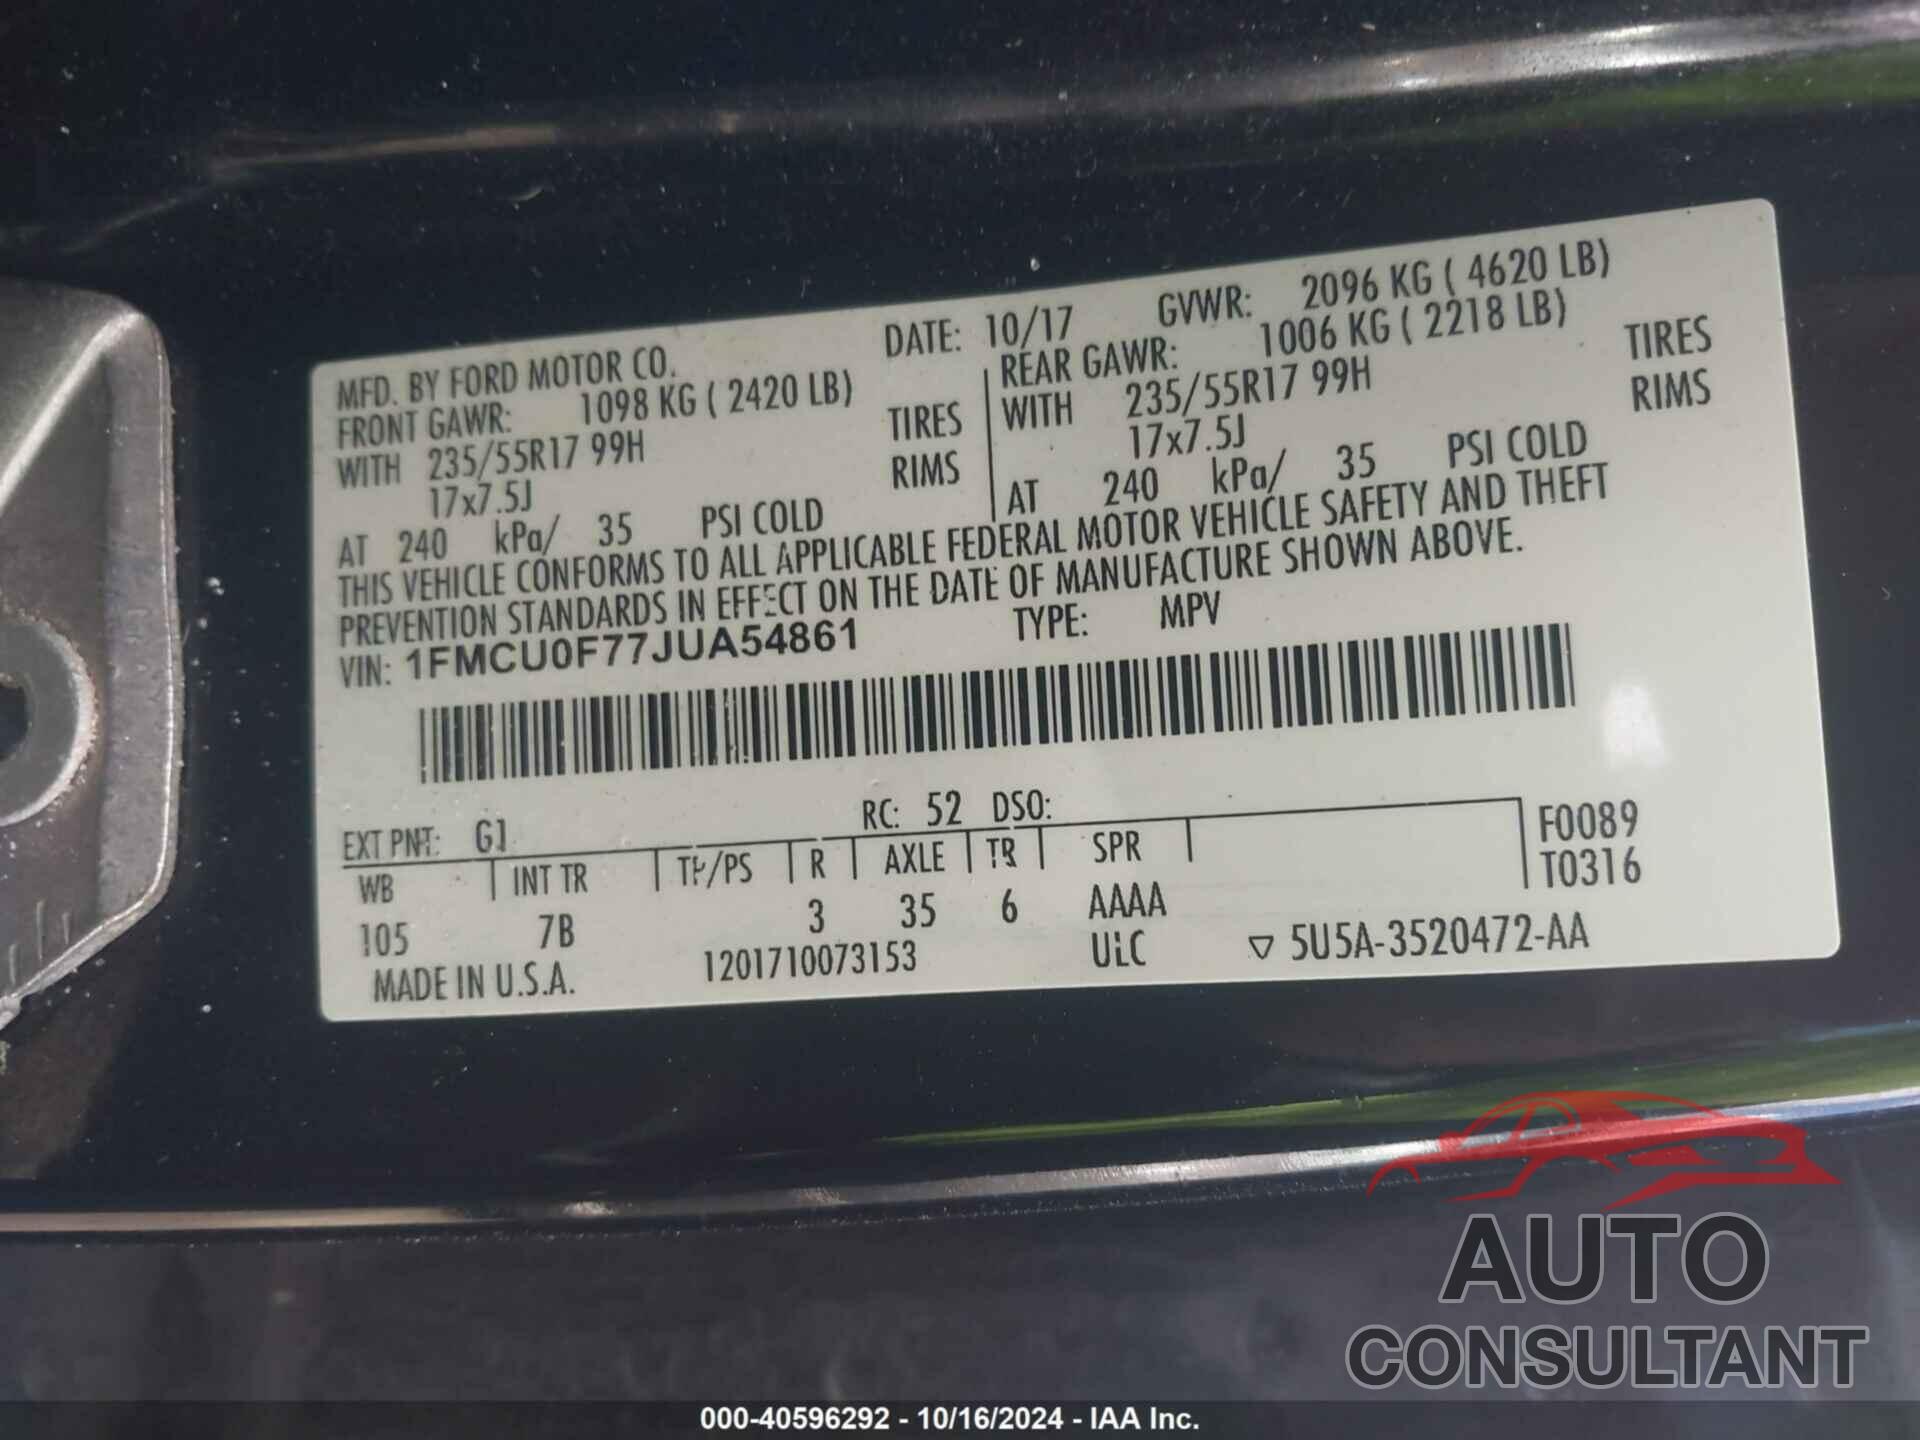 MFD. BY FORD MOTOR CO. DATE: 10/17 GVWR: 2096 KG ( 4620 LB)
FRONT GAWR: 1098 KG ( 2420 LB) REAR GAWR: 1006 KG ( 2218 LB)
WITH 235/55R17 99H TIRES WITH 235/55R17 99H TIRES
17x7.5J RIMS 17x7.5J RIMS
AT 240 kPa/ 35 PSI COLD AT 240 kPa/ 35 PSI COLD
THIS VEHICLE CONFORMS TO ALL APPLICABLE FEDERAL MOTOR VEHICLE SAFETY AND THEFT
PREVENTION STANDARDS IN EFFECT ON THE DATE OF MANUFACTURE SHOWN ABOVE.
VIN: 1FMCU0F77JUA54861 TYPE: MPV
EXT PNT: G1 RC: 52 DSO: F0089
WB INT TR TP/PS R AXLE TR SPR T0316
105 7B 3 35 6 AAAA
MADE IN U.S.A. 1201710073153 UIC ▽ 5U5A-3520472-AA
AUTO
CONSULTANT
000-40596292 - 10/16/2024 - IAA Inc.